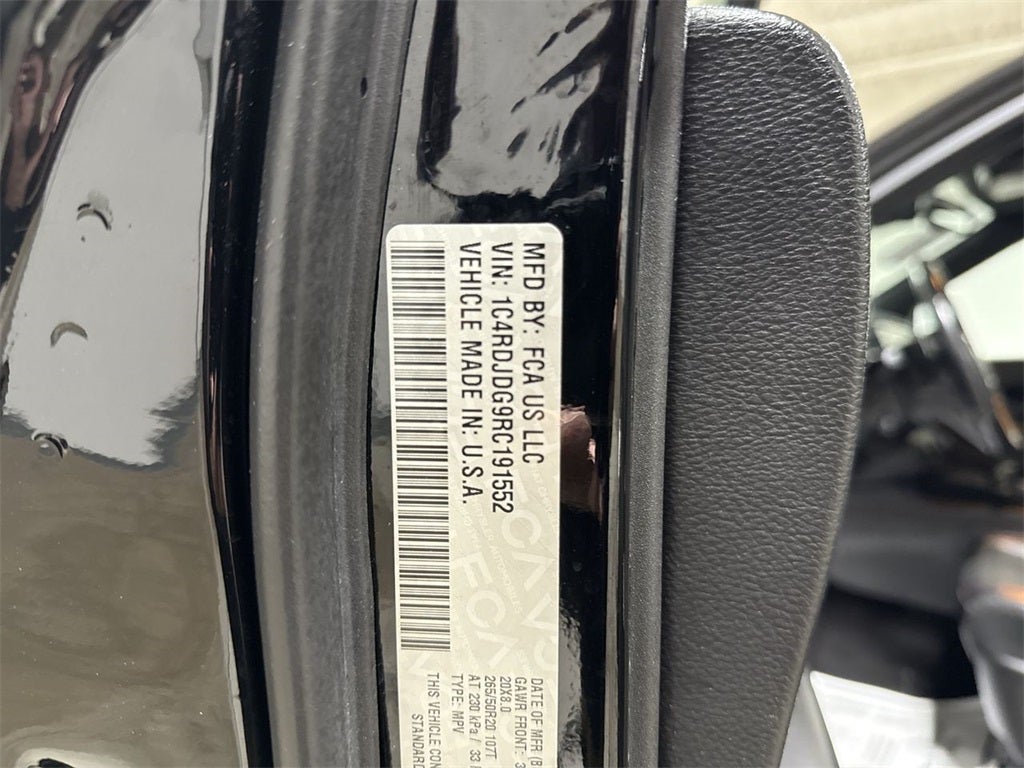 MFD BY: FCA US LLC
VIN: 1C4RDJDG9RC191552
VEHICLE MADE IN: U.S.A.
DATE OF MFR
GAWR FRONT:
20X8.0
265/50R20 107T
AT 230 kPa / 33
TYPE: MPV
THIS VEHICLE